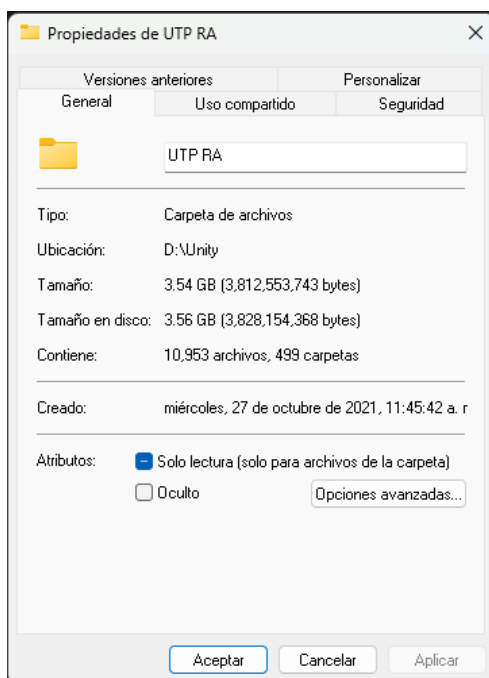 Propiedades de UTP RA
Versiones anteriores Personalizar
General Uso compartido Seguridad
UTP RA
Tipo: Carpeta de archivos
Ubicación: D:\Unity
Tamaño: 3.54 GB (3,812,553,743 bytes)
Tamaño en disco: 3.56 GB (3,828,154,368 bytes)
Contiene: 10,953 archivos, 499 carpetas
Creado: miércoles, 27 de octubre de 2021, 11:45:42 a. r
Atributos: Solo lectura (solo para archivos de la carpeta)
Oculto Opciones avanzadas...
Aceptar Cancelar Aplicar